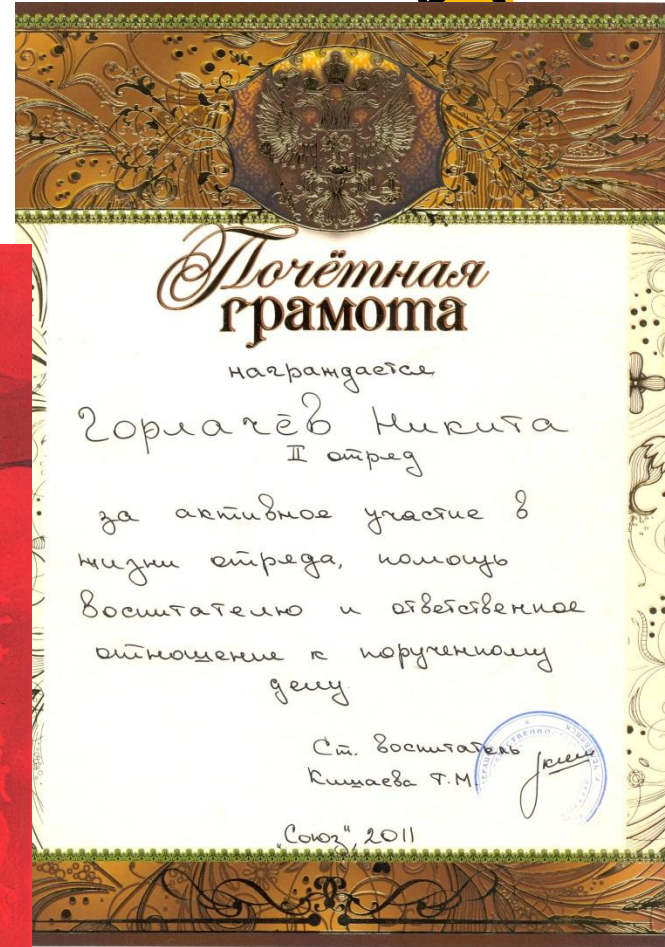 Почётная
грамота
награждается
Горлачёв Никита
II отряд
за активное участие в
жизни отряда, помощь
воспитателю и ответственное
отношение к порученному
делу.
Ст. воспитатель
Кишаева Т.М.
"Союз", 2011